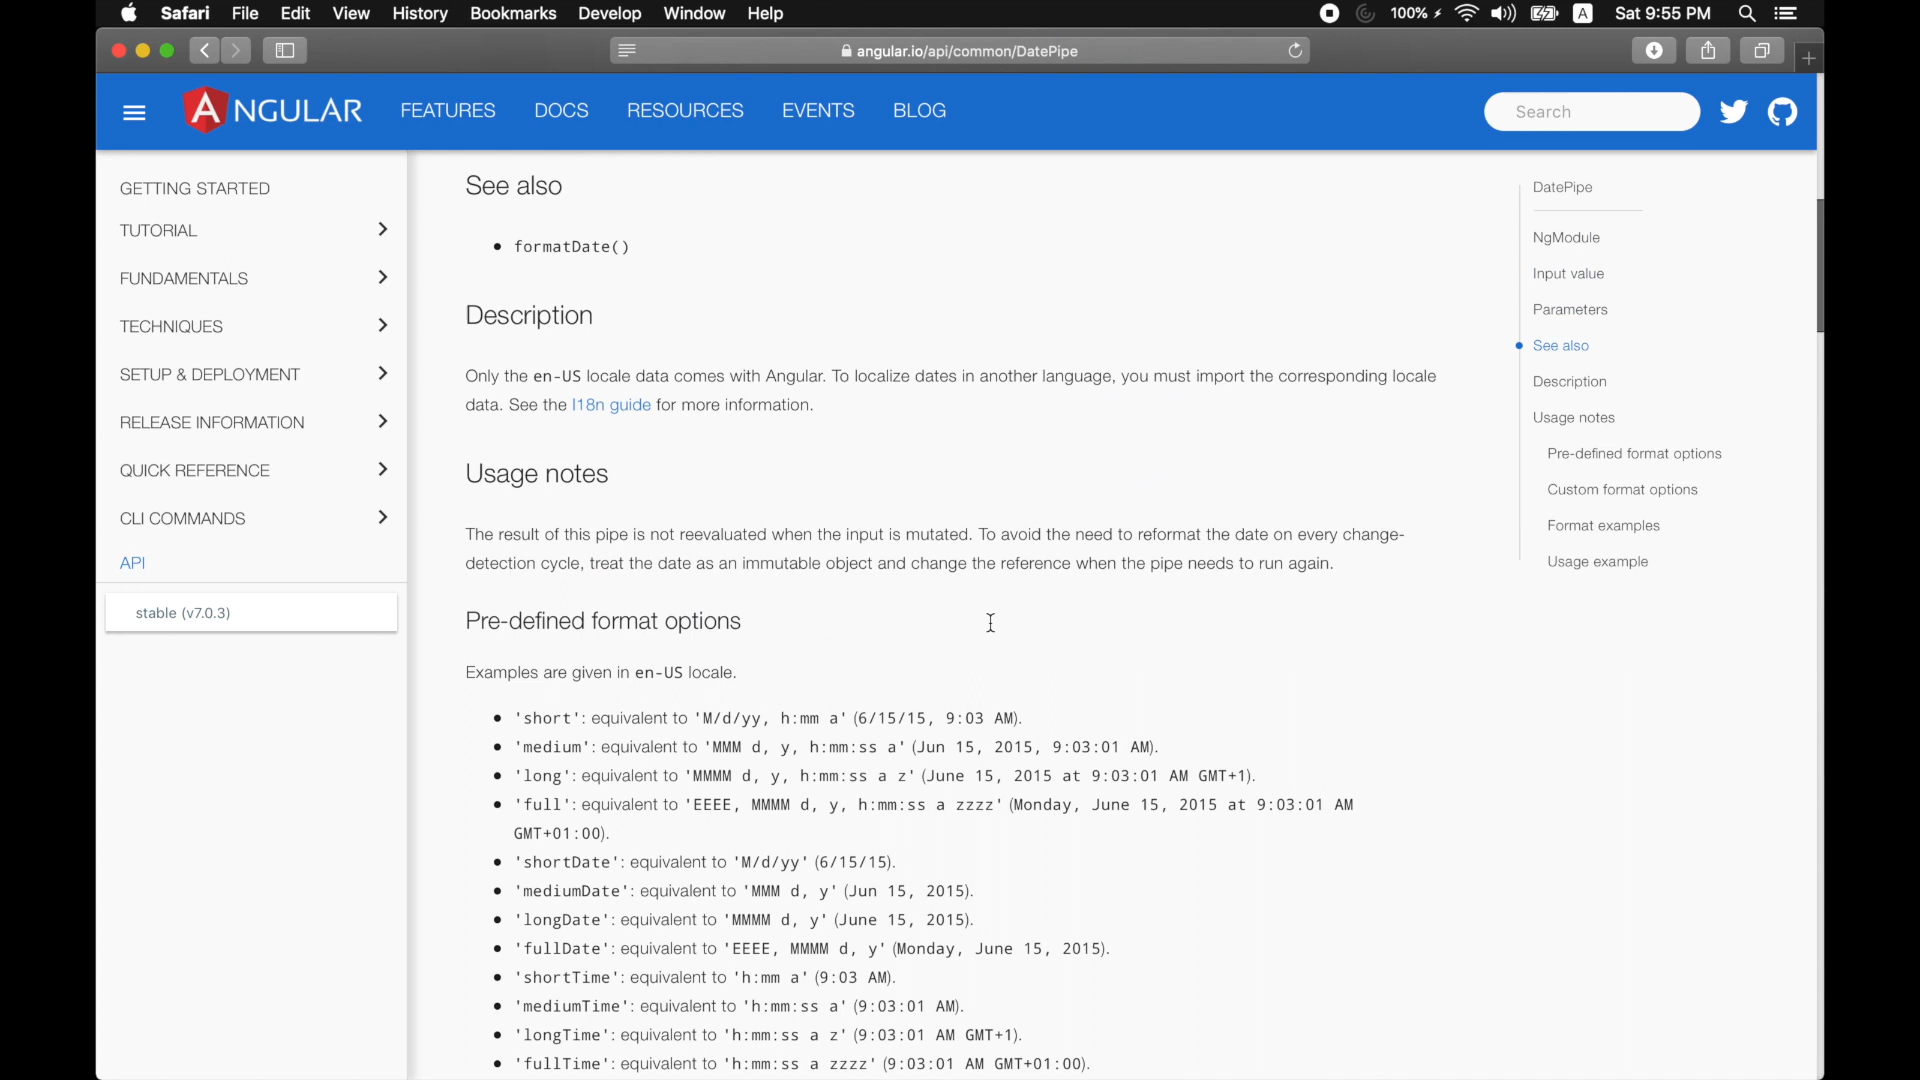 Safari File Edit View History Bookmarks Develop Window Help 100% A Sat 9:55 PM
angular.io/api/common/DatePipe
ANGULAR FEATURES DOCS RESOURCES EVENTS BLOG Search
GETTING STARTED
TUTORIAL
FUNDAMENTALS
TECHNIQUES
SETUP & DEPLOYMENT
RELEASE INFORMATION
QUICK REFERENCE
CLI COMMANDS
API
stable (v7.0.3)
See also
• formatDate()
Description
Only the en-US locale data comes with Angular. To localize dates in another language, you must import the corresponding locale
data. See the I18n guide for more information.
Usage notes
The result of this pipe is not reevaluated when the input is mutated. To avoid the need to reformat the date on every change-
detection cycle, treat the date as an immutable object and change the reference when the pipe needs to run again.
Pre-defined format options
Examples are given in en-US locale.
• 'short': equivalent to 'M/d/yy, h:mm a' (6/15/15, 9:03 AM).
• 'medium': equivalent to 'MMM d, y, h:mm:ss a' (Jun 15, 2015, 9:03:01 AM).
• 'long': equivalent to 'MMMM d, y, h:mm:ss a z' (June 15, 2015 at 9:03:01 AM GMT+1).
• 'full': equivalent to 'EEEE, MMMM d, y, h:mm:ss a zzzz' (Monday, June 15, 2015 at 9:03:01 AM
GMT+01:00).
• 'shortDate': equivalent to 'M/d/yy' (6/15/15).
• 'mediumDate': equivalent to 'MMM d, y' (Jun 15, 2015).
• 'longDate': equivalent to 'MMMM d, y' (June 15, 2015).
• 'fullDate': equivalent to 'EEEE, MMMM d, y' (Monday, June 15, 2015).
• 'shortTime': equivalent to 'h:mm a' (9:03 AM).
• 'mediumTime': equivalent to 'h:mm:ss a' (9:03:01 AM).
• 'longTime': equivalent to 'h:mm:ss a z' (9:03:01 AM GMT+1).
• 'fullTime': equivalent to 'h:mm:ss a zzzz' (9:03:01 AM GMT+01:00).
DatePipe
NgModule
Input value
Parameters
See also
Description
Usage notes
Pre-defined format options
Custom format options
Format examples
Usage example